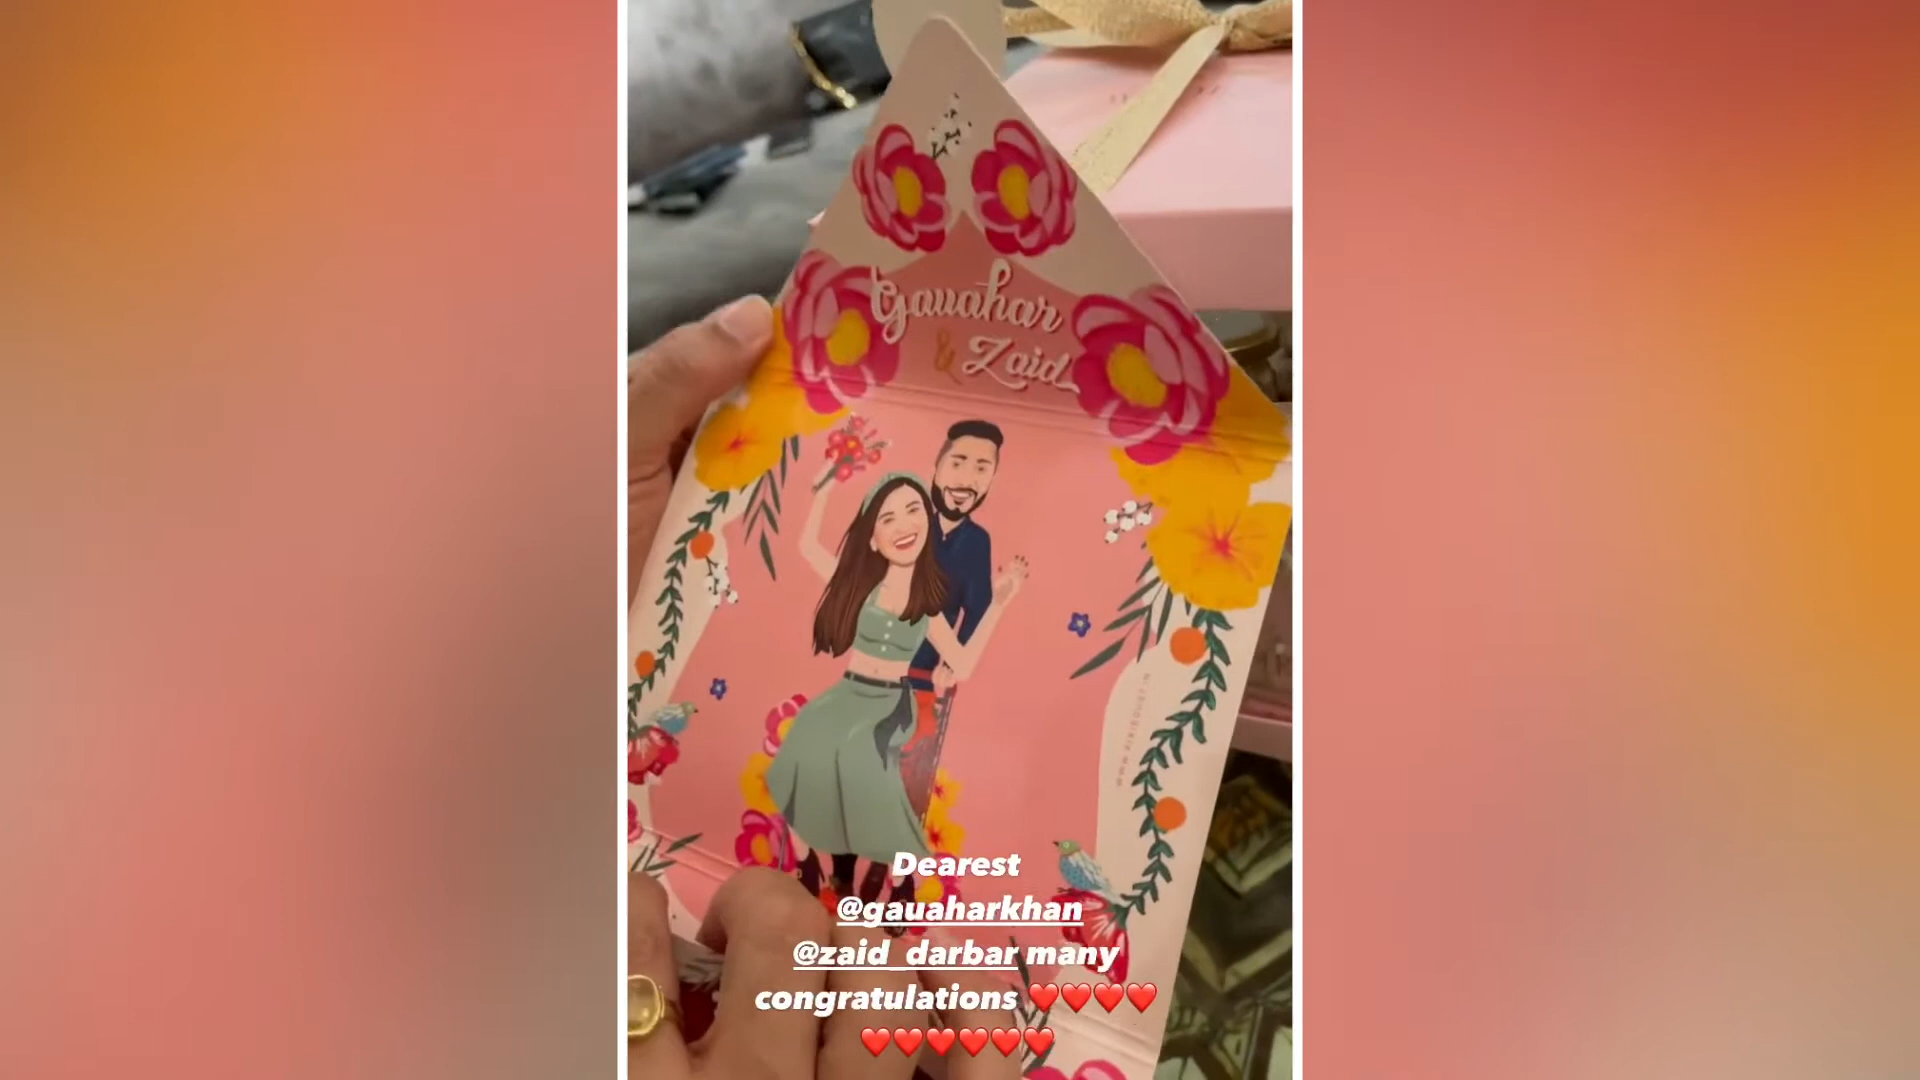 Gauahar
& Zaid
Dearest
@gauaharkhan
@zaid_darbar many
congratulations ❤️❤️❤️❤️
❤️❤️❤️❤️❤️❤️